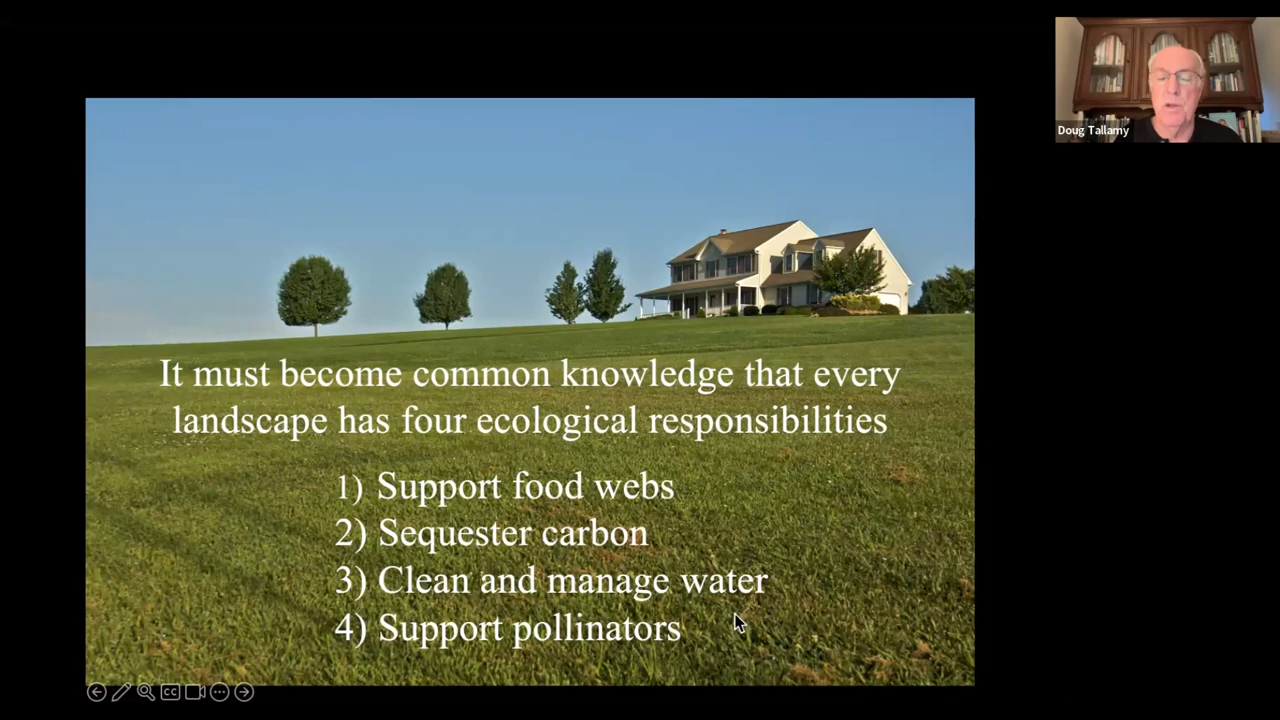 Doug Tallamy
It must become common knowledge that every
landscape has four ecological responsibilities
1) Support food webs
2) Sequester carbon
3) Clean and manage water
4) Support pollinators
CC